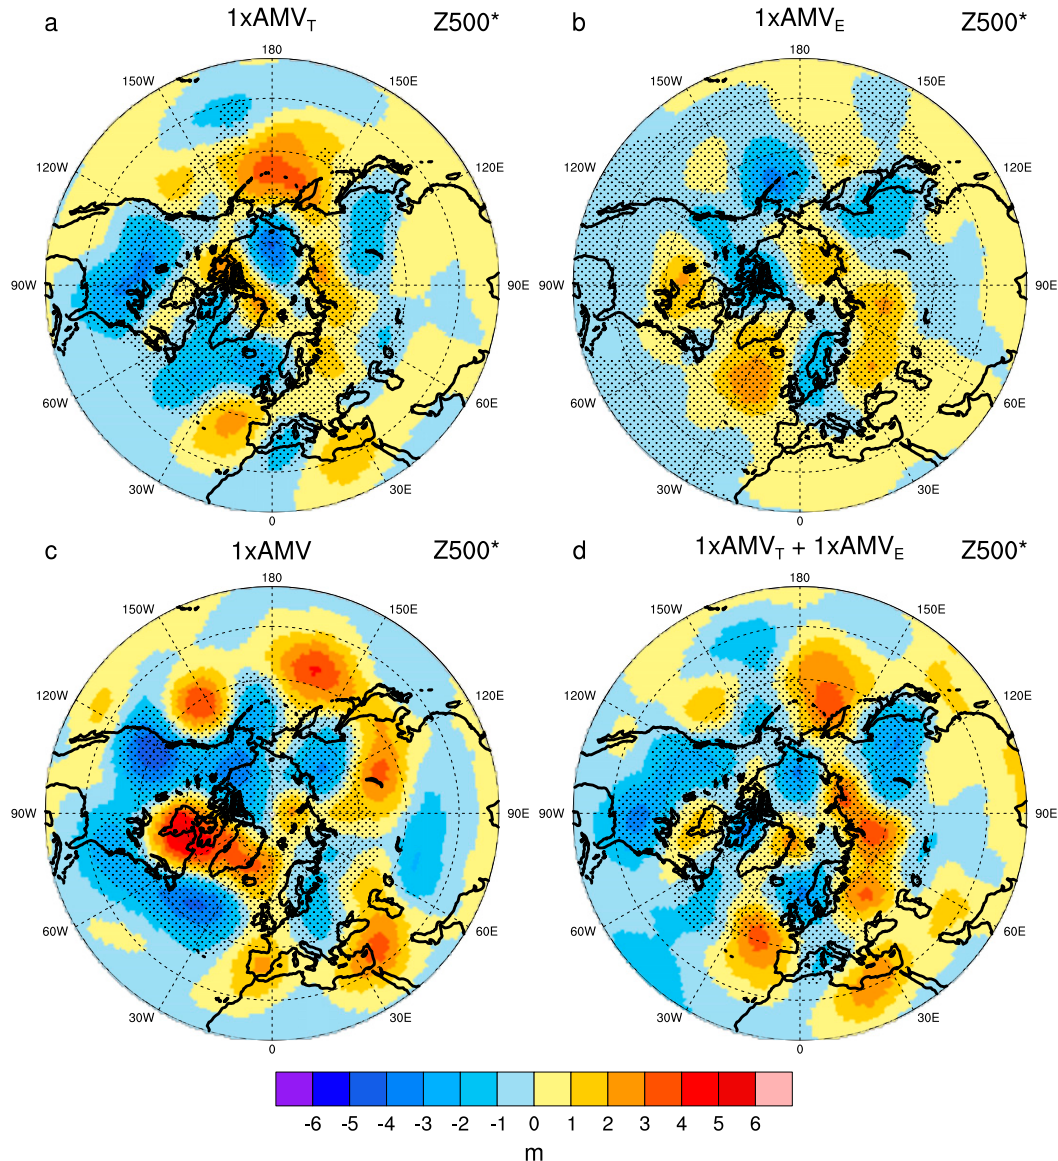 a 1xAMV_T Z500*
b 1xAMV_E Z500*
180
150W 150E
120W 120E
90W 90E
60W 60E
30W 30E
0
180
150W 150E
120W 120E
90W 90E
60W 60E
30W 30E
0
c 1xAMV Z500*
d 1xAMV_T + 1xAMV_E Z500*
180
150W 150E
120W 120E
90W 90E
60W 60E
30W 30E
0
180
150W 150E
120W 120E
90W 90E
60W 60E
30W 30E
0
-6 -5 -4 -3 -2 -1 0 1 2 3 4 5 6
m